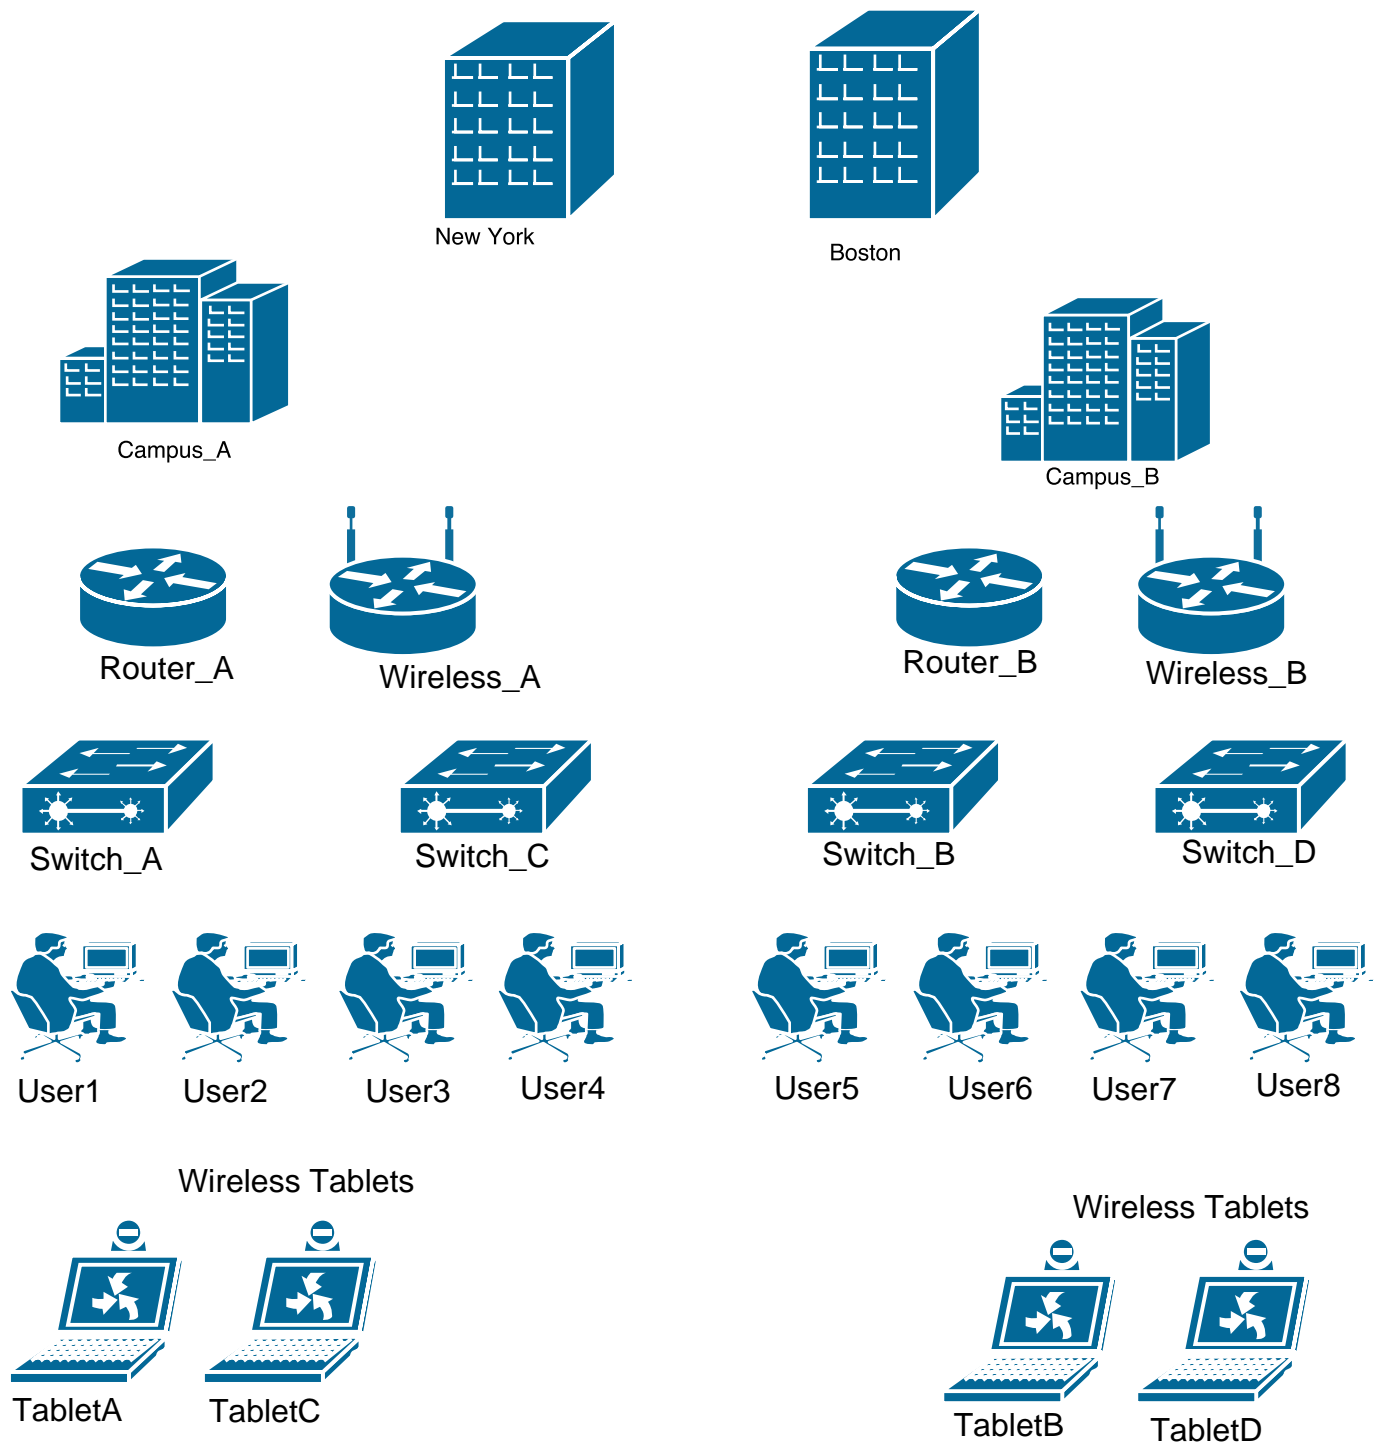 New York
Boston
Campus_A
Campus_B
Router_A
Wireless_A
Router_B
Wireless_B
Switch_A
Switch_C
Switch_B
Switch_D
User1
User2
User3
User4
User5
User6
User7
User8
Wireless Tablets
Wireless Tablets
TabletA
TabletC
TabletB
TabletD